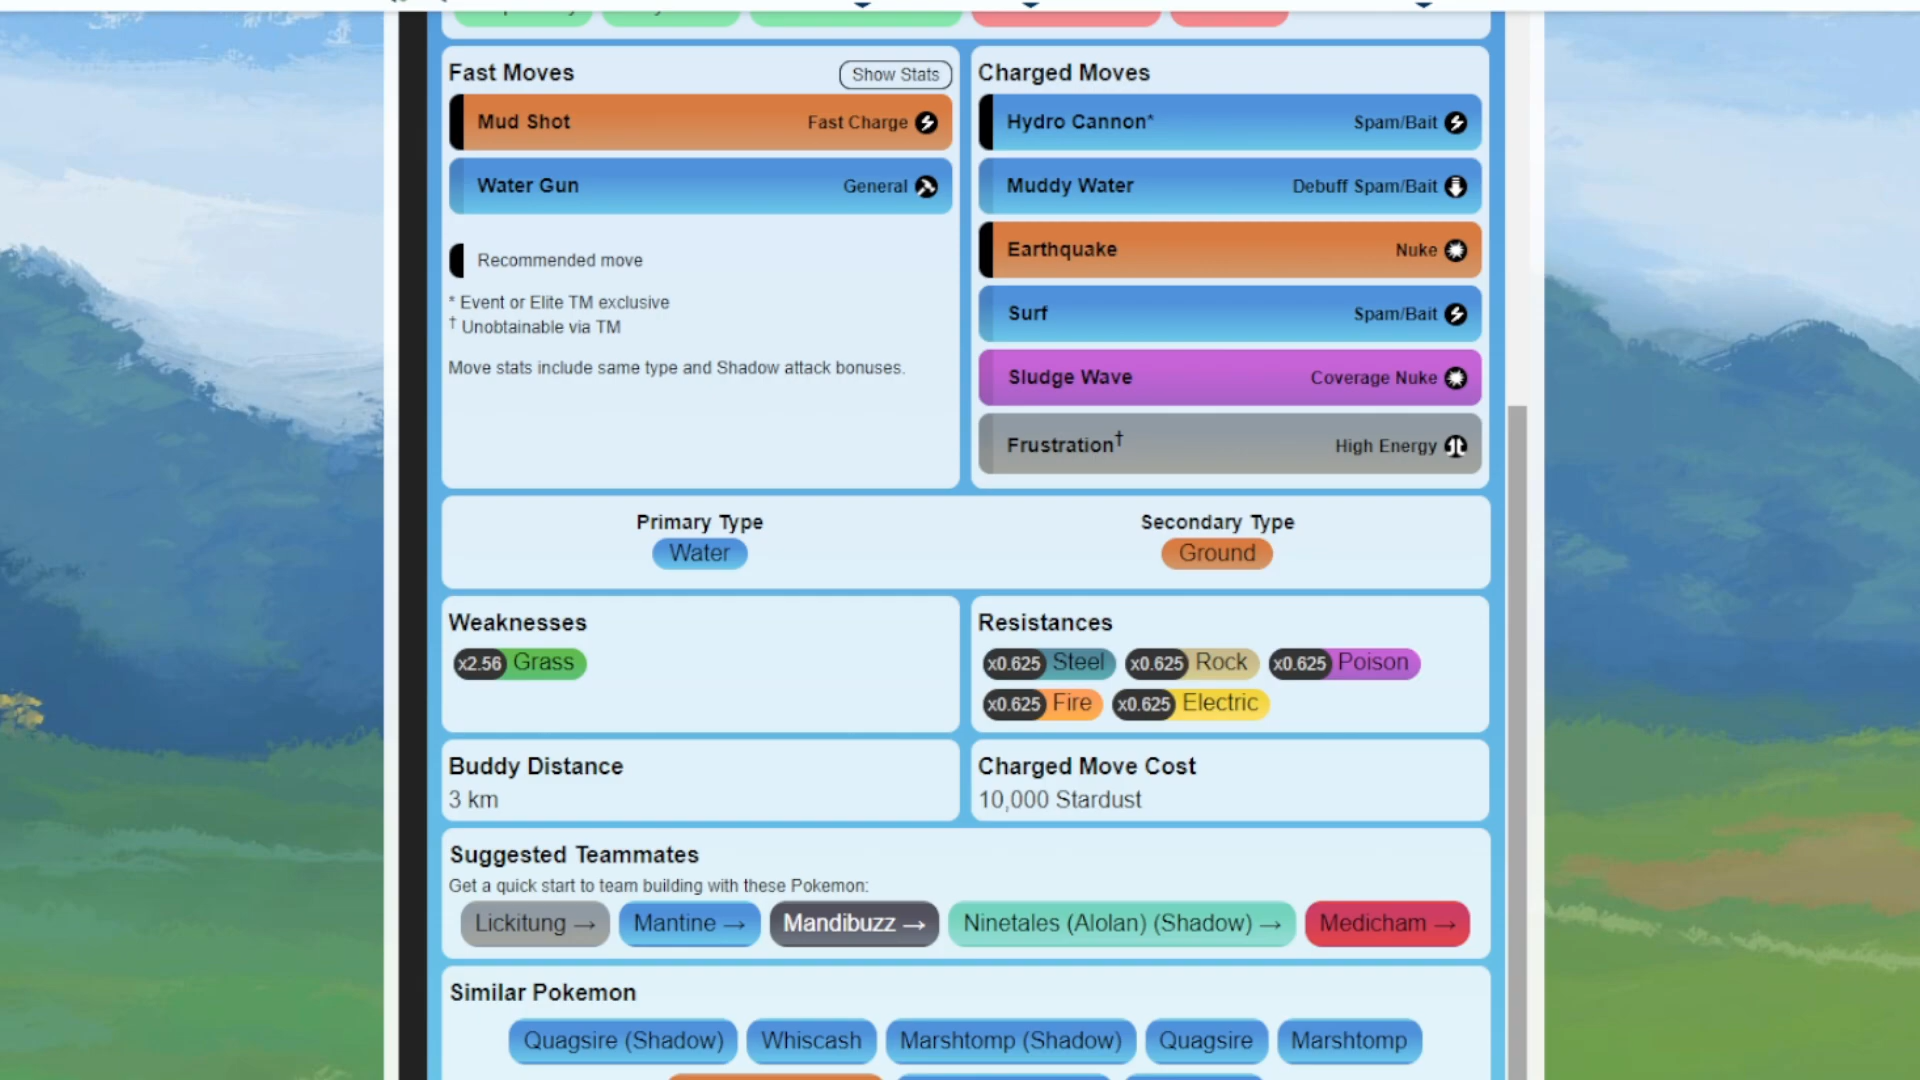 Fast Moves
Show Stats
Mud Shot
Fast Charge
Water Gun
General
Recommended move
* Event or Elite TM exclusive
† Unobtainable via TM
Move stats include same type and Shadow attack bonuses.
Charged Moves
Hydro Cannon*
Spam/Bait
Muddy Water
Debuff Spam/Bait
Earthquake
Nuke
Surf
Spam/Bait
Sludge Wave
Coverage Nuke
Frustration†
High Energy
Primary Type
Water
Secondary Type
Ground
Weaknesses
x2.56 Grass
Resistances
x0.625 Steel x0.625 Rock x0.625 Poison
x0.625 Fire x0.625 Electric
Buddy Distance
3 km
Charged Move Cost
10,000 Stardust
Suggested Teammates
Get a quick start to team building with these Pokemon:
Lickitung → Mantine → Mandibuzz → Ninetales (Alolan) (Shadow) → Medicham →
Similar Pokemon
Quagsire (Shadow) Whiscash Marshtomp (Shadow) Quagsire Marshtomp